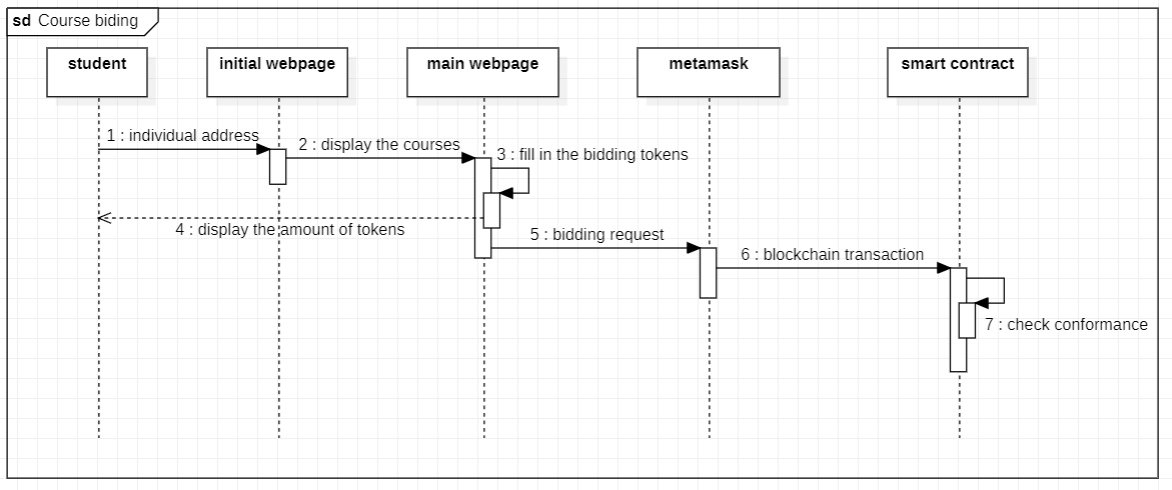 sd Course biding
student
initial webpage
main webpage
metamask
smart contract
1 : individual address
2 : display the courses
3 : fill in the bidding tokens
4 : display the amount of tokens
5 : bidding request
6 : blockchain transaction
7 : check conformance